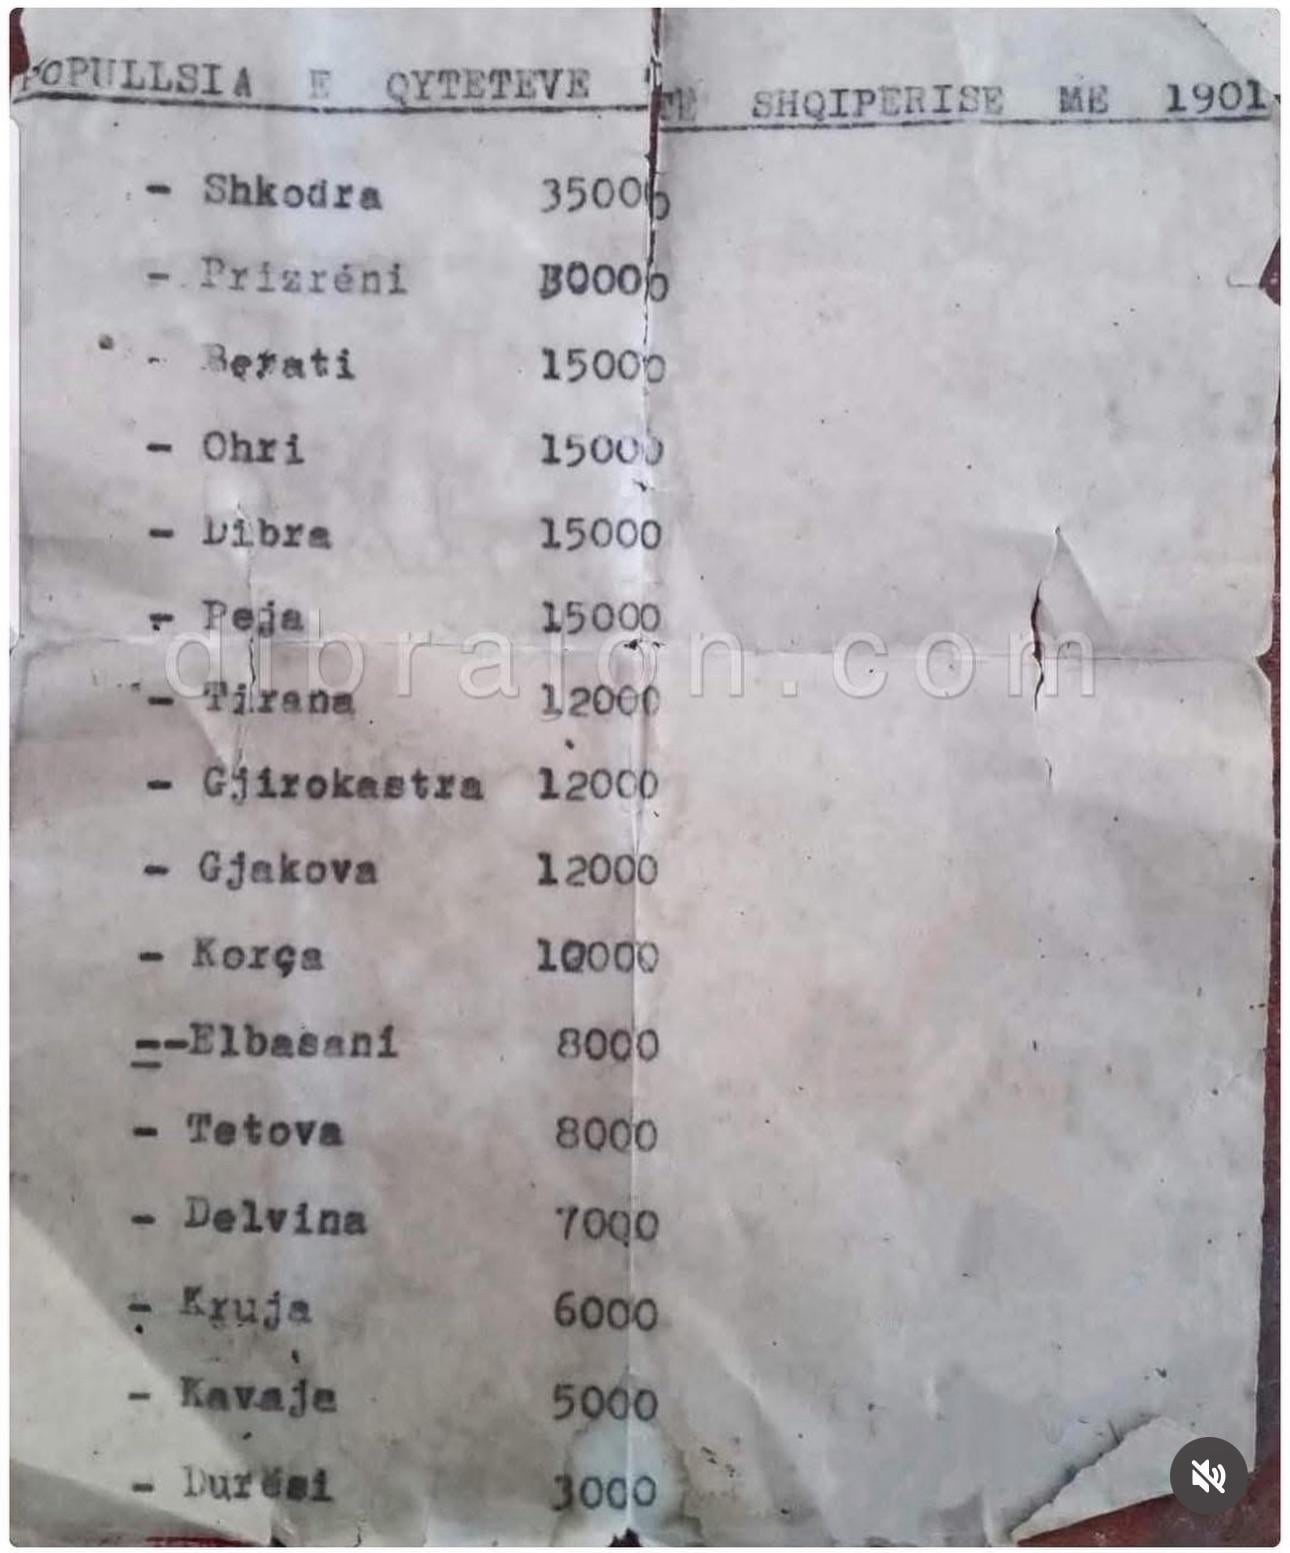 POPULLSIA E QYTETEVE TE SHQIPERISE ME 1901
- Shkodra 35000
- Prizréni 30000
- Berati 15000
- Ohri 15000
- Dibra 15000
- Peja 15000
dibraion.com
- Tirana 12000
- Gjirokastra 12000
- Gjakova 12000
- Korça 10000
--Elbasani 8000
- Tetova 8000
- Delvina 7000
- Kruja 6000
- Kavaja 5000
- Durësi 3000